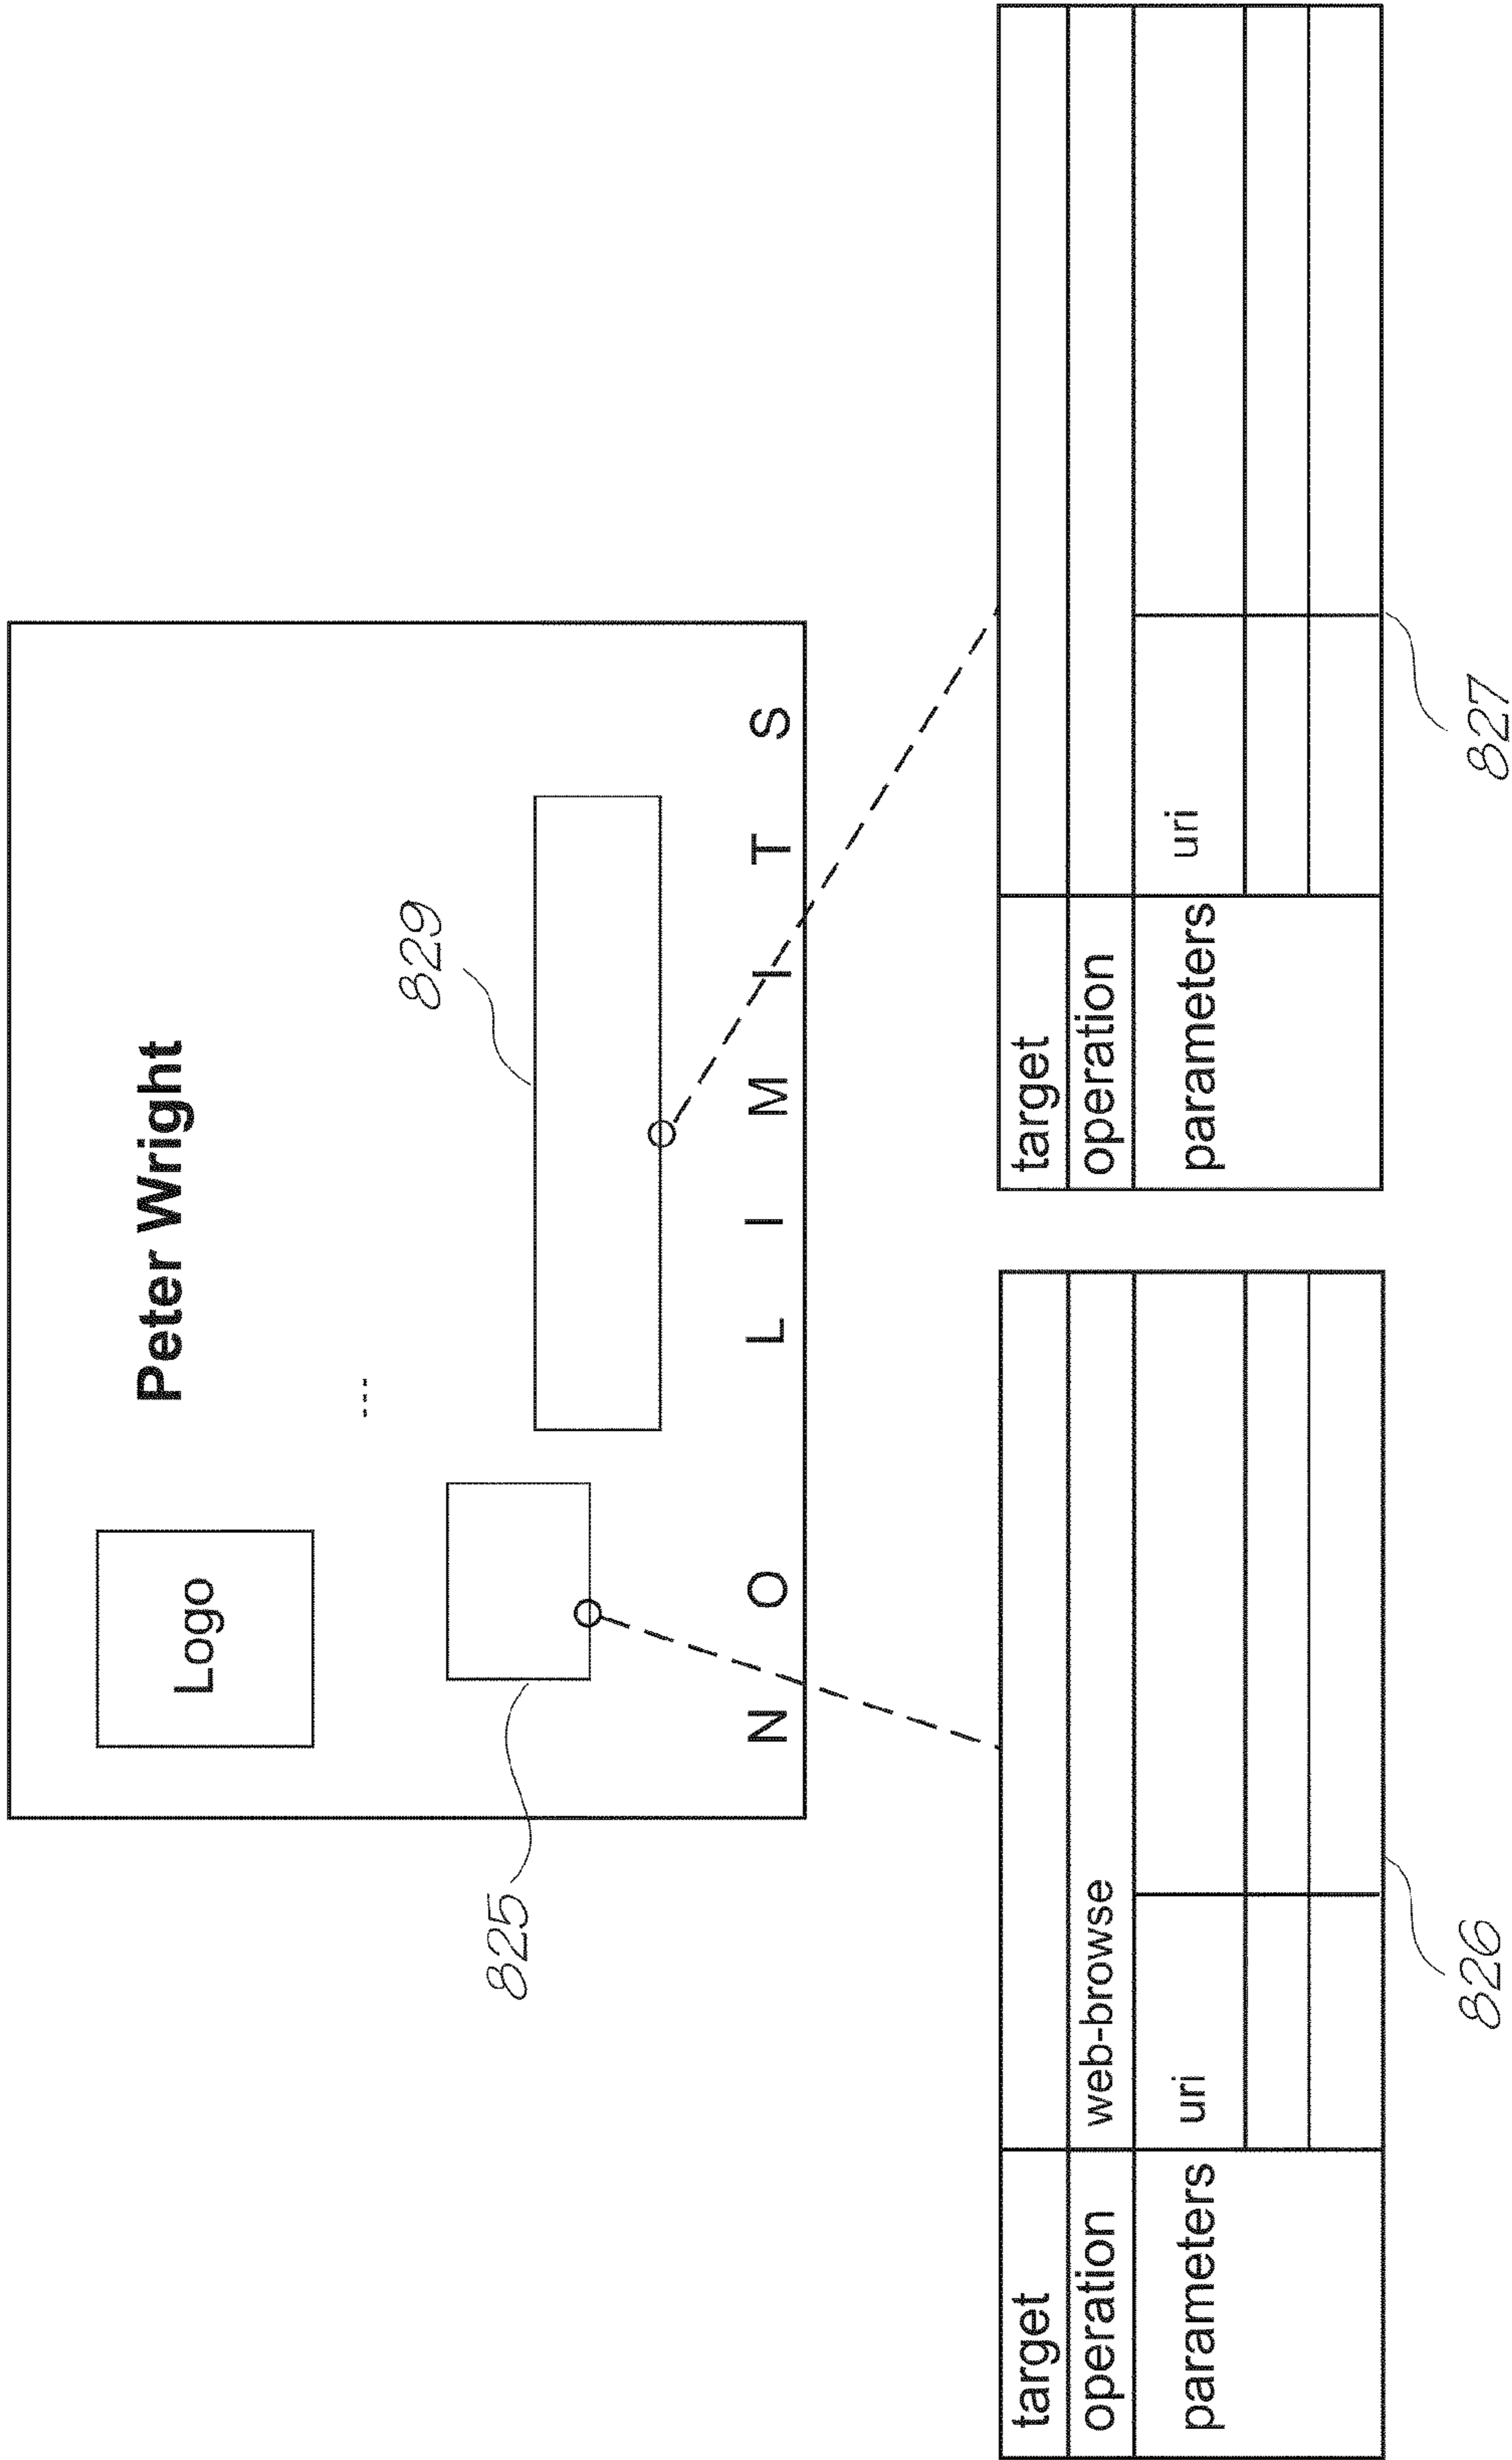 Peter Wright
Logo
---
829
825
N O L I M I T S
target
operation web-browse
parameters uri
826
target
operation
parameters uri
827